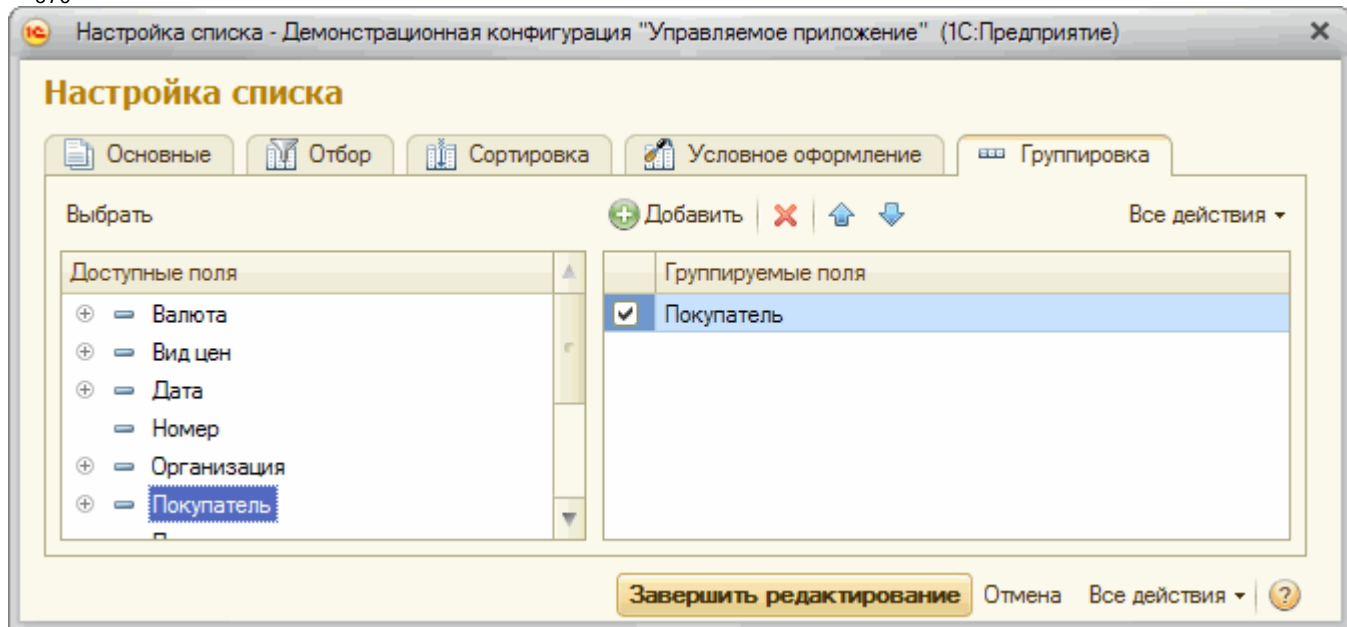 Настройка списка - Демонстрационная конфигурация "Управляемое приложение" (1С:Предприятие)
Настройка списка
Основные Отбор Сортировка Условное оформление Группировка
Выбрать Добавить Все действия
Доступные поля Группируемые поля
Валюта Покупатель
Вид цен
Дата
Номер
Организация
Покупатель
Завершить редактирование Отмена Все действия ?